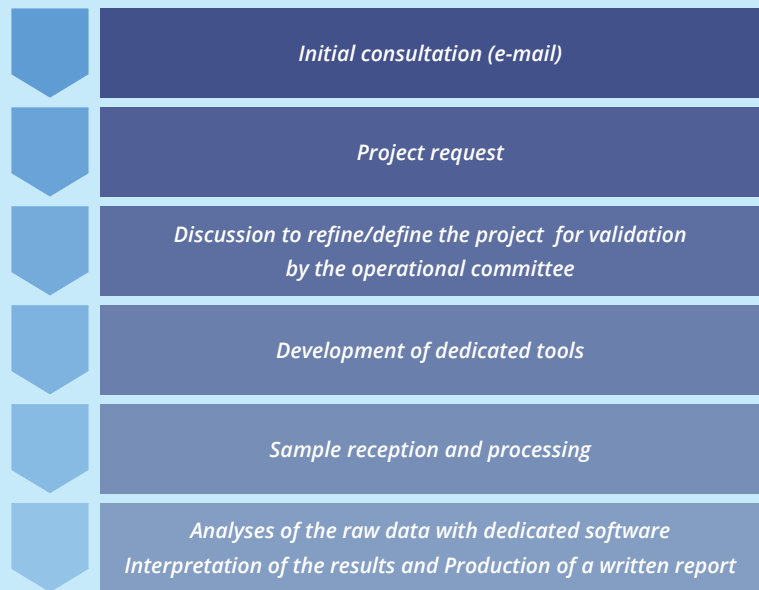 Initial consultation (e-mail)
Project request
Discussion to refine/define the project  for validation
by the operational committee
Development of dedicated tools
Sample reception and processing
Analyses of the raw data with dedicated software
Interpretation of the results and Production of a written report